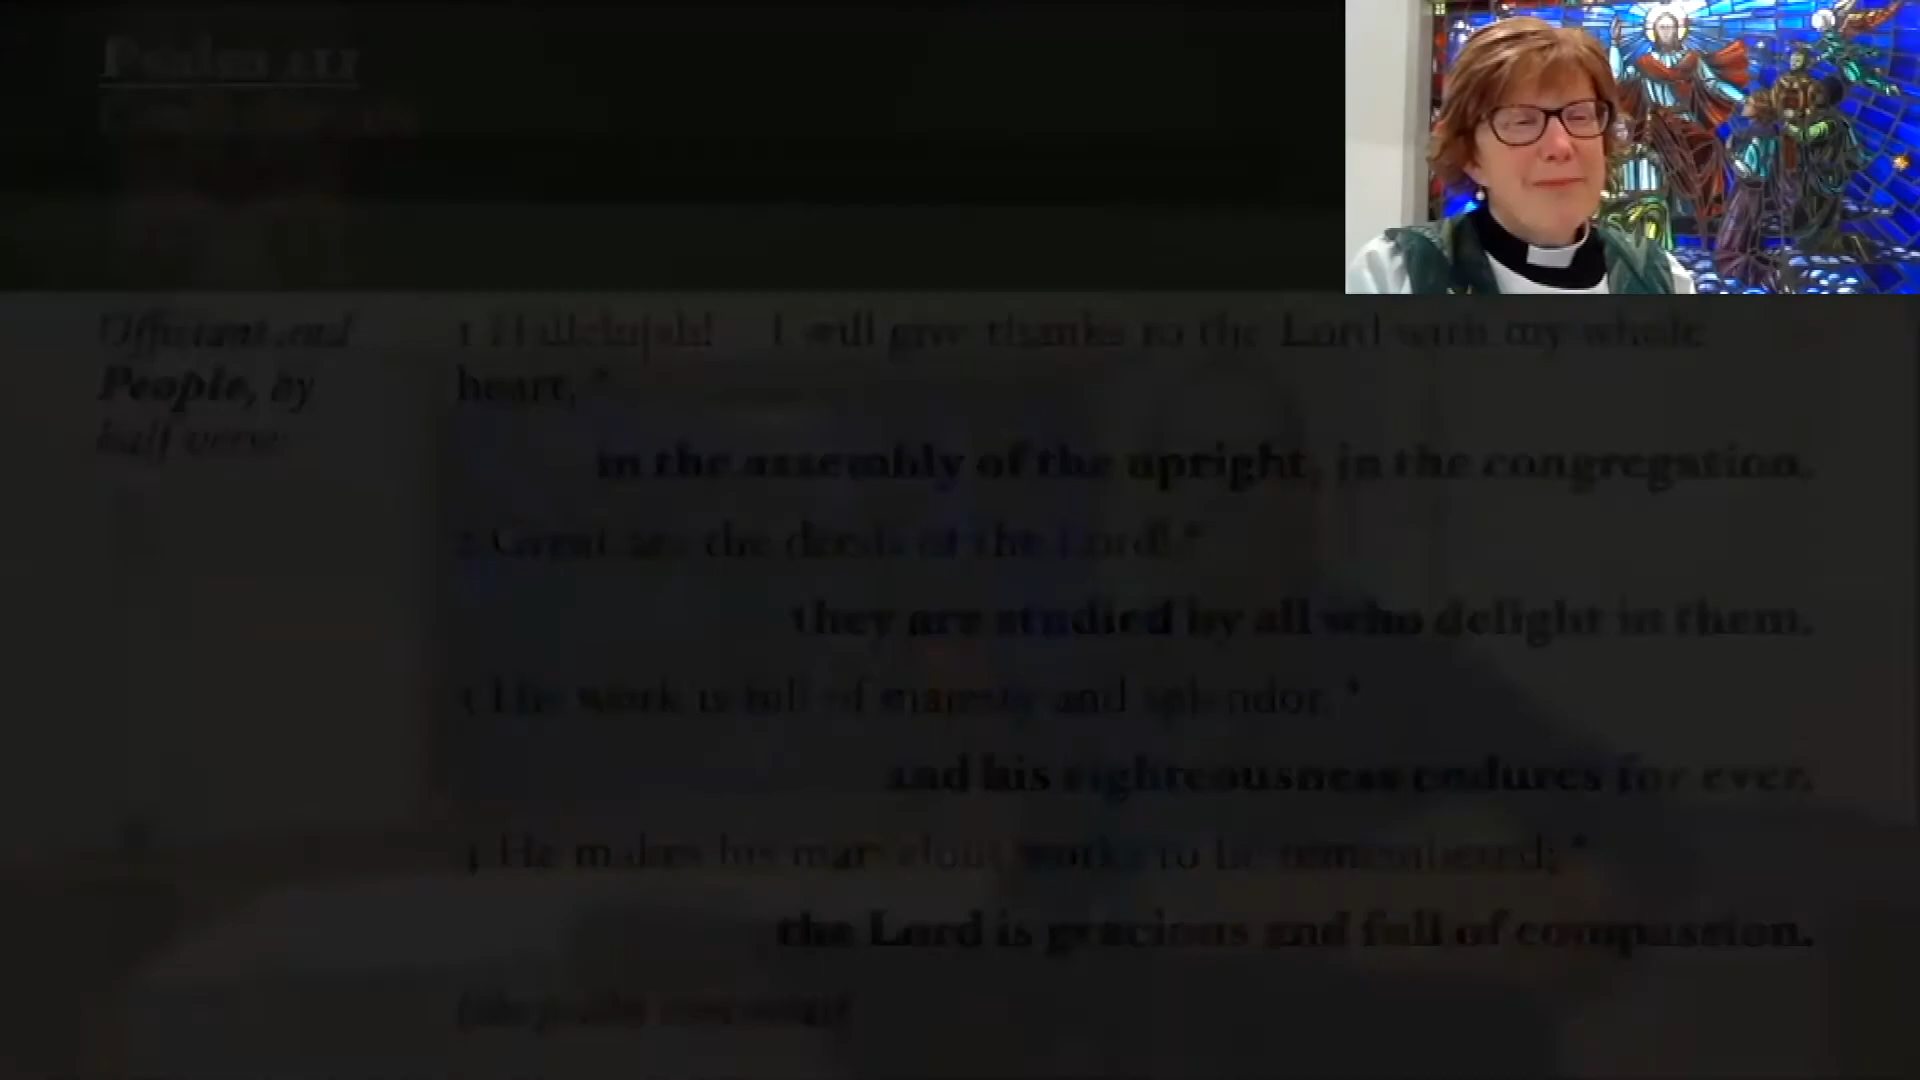 Psalm 111
Officiant and
People, by
half verse
1 Hallelujah! I will give thanks to the Lord with my whole
heart, *
in the assembly of the upright, in the congregation.
2 Great are the deeds of the Lord! *
they are studied by all who delight in them.
3 His work is full of majesty and splendor, *
and his righteousness endures for ever.
4 He makes his marvelous works to be remembered; *
the Lord is gracious and full of compassion.